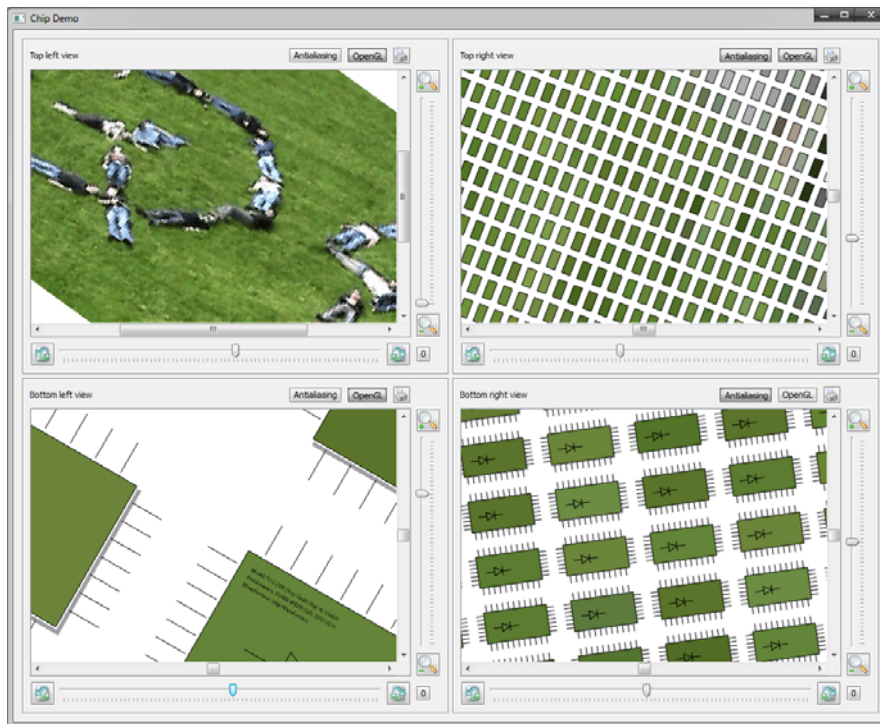 Chip Demo
Top left view Antialiasing OpenGL
0
Top right view Antialiasing OpenGL
0
Bottom left view Antialiasing OpenGL
0
Bottom right view Antialiasing OpenGL
0